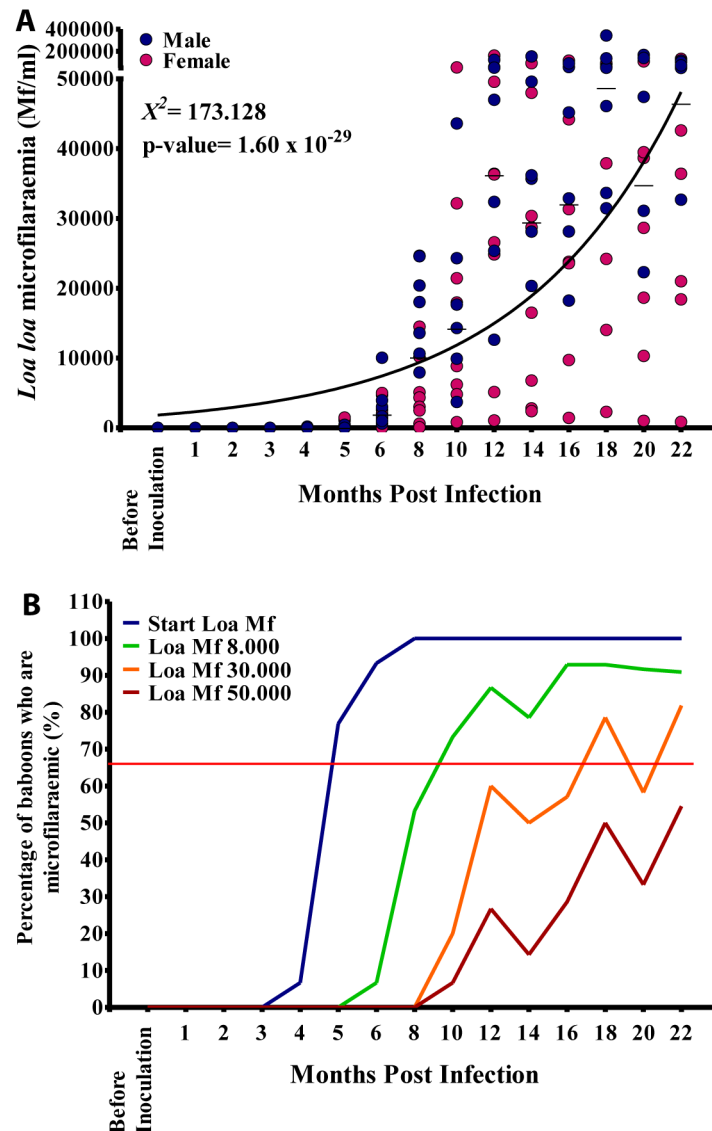 A
Male
Female
X²= 173.128
p-value= 1.60 x 10⁻²⁹
Loa loa microfilaraemia (Mf/ml)
400000
200000
50000
40000
30000
20000
10000
0
Before
Inoculation
1 2 3 4 5 6 8 10 12 14 16 18 20 22
Months Post Infection
B
Start Loa Mf
Loa Mf 8.000
Loa Mf 30.000
Loa Mf 50.000
Percentage of baboons who are
microfilaraemic (%)
110
100
90
80
70
60
50
40
30
20
10
0
Before
Inoculation
1 2 3 4 5 6 8 10 12 14 16 18 20 22
Months Post Infection